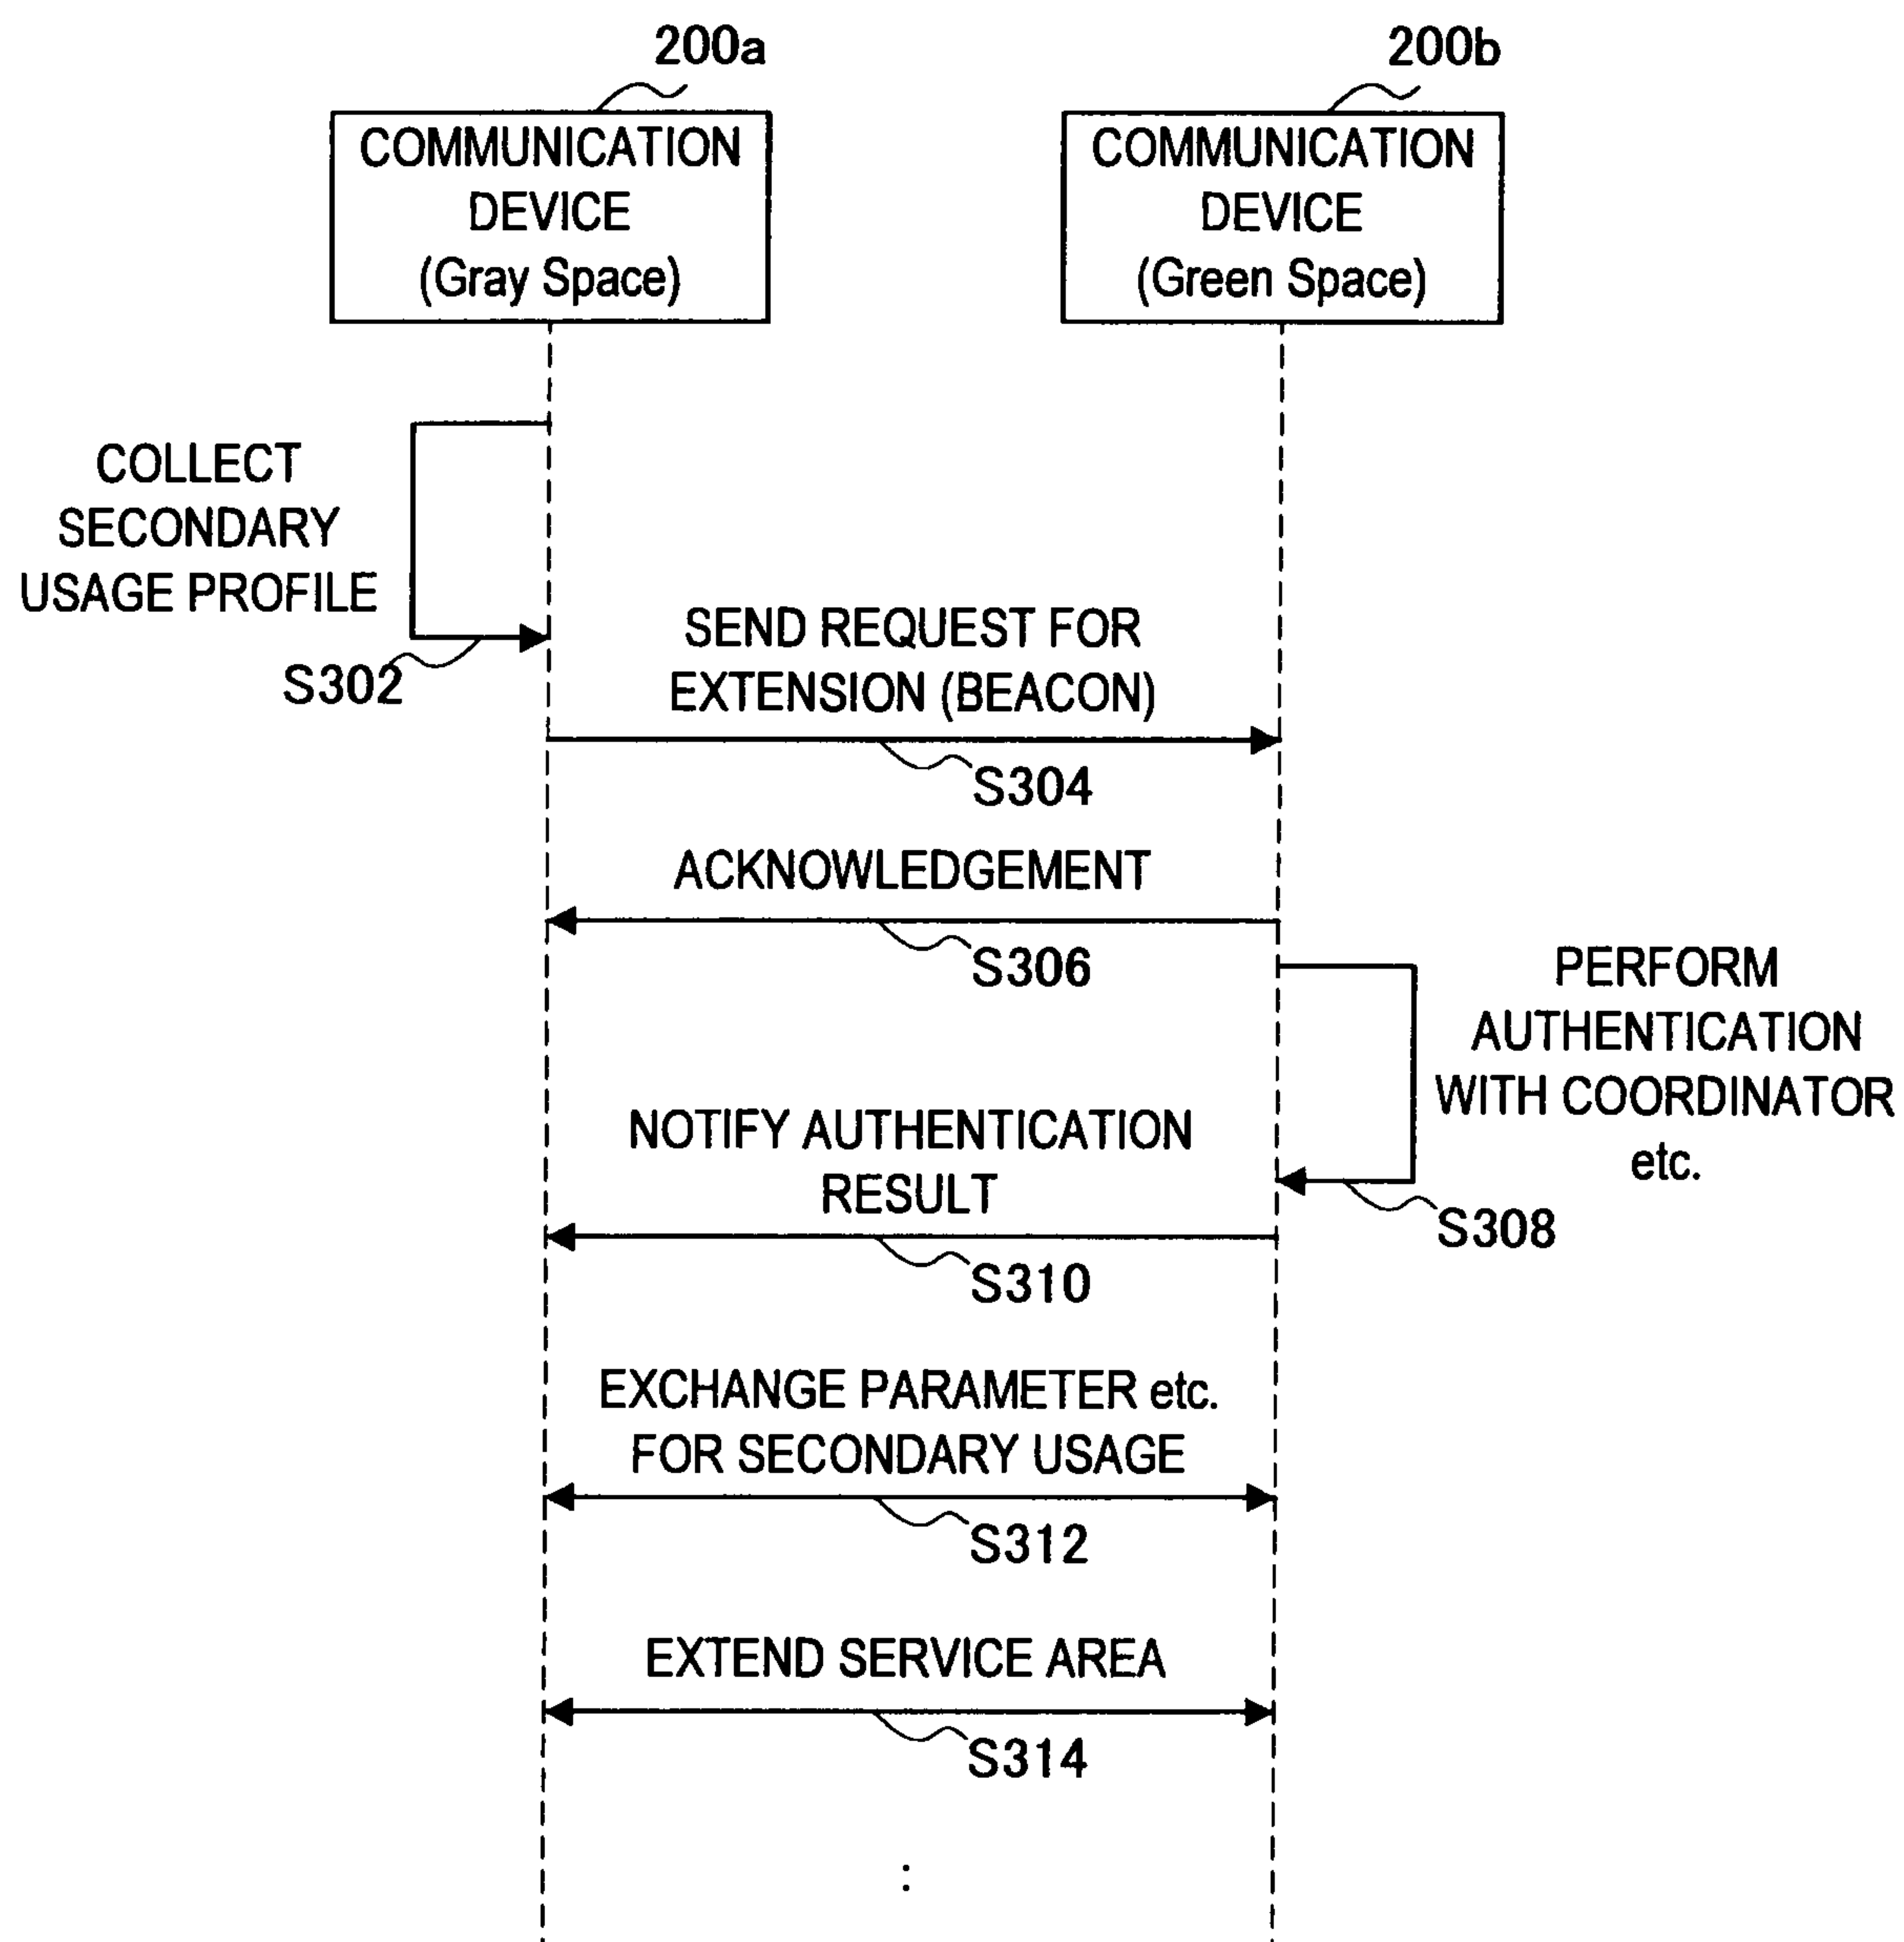 200a
200b
COMMUNICATION
DEVICE
(Gray Space)
COMMUNICATION
DEVICE
(Green Space)
COLLECT
SECONDARY
USAGE PROFILE
S302
SEND REQUEST FOR
EXTENSION (BEACON)
S304
ACKNOWLEDGEMENT
S306
PERFORM
AUTHENTICATION
WITH COORDINATOR
etc.
S308
NOTIFY AUTHENTICATION
RESULT
S310
EXCHANGE PARAMETER etc.
FOR SECONDARY USAGE
S312
EXTEND SERVICE AREA
S314
: